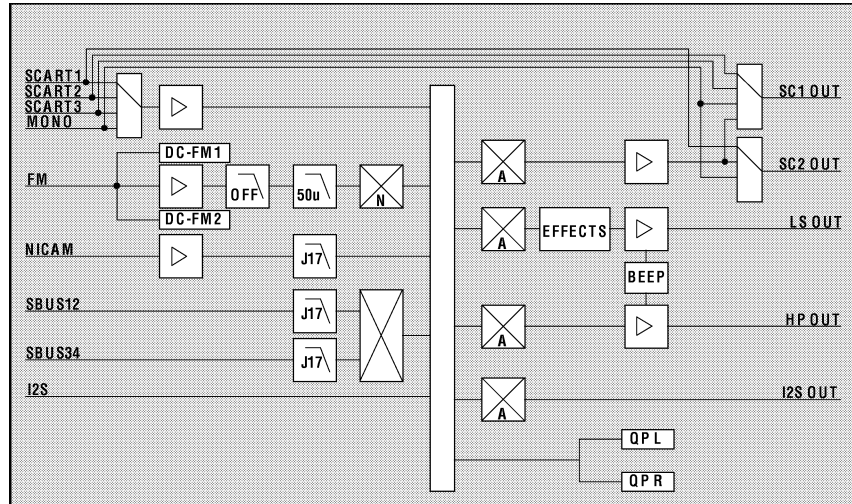 SCART1
SCART2
SCART3
MONO
SC1 OUT
DC-FM1
FM
OFF
50u
N
A
SC2 OUT
DC-FM2
A
EFFECTS
LS OUT
NICAM
J17
BEEP
SBUS12
J17
A
HP OUT
SBUS34
J17
I2S
A
I2S OUT
QPL
QPR